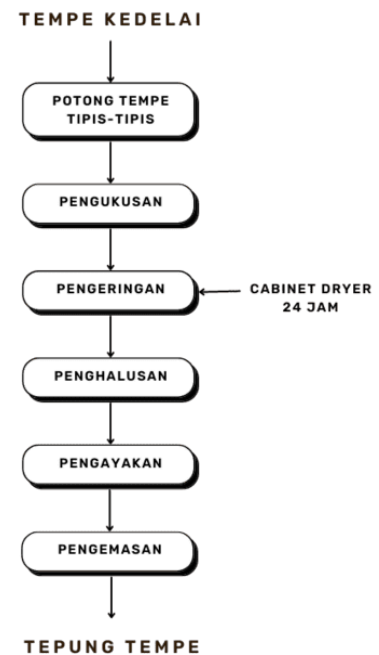 TEMPE KEDELAI
POTONG TEMPE
TIPIS-TIPIS
PENGUKUSAN
PENGERINGAN
CABINET DRYER
24 JAM
PENGHALUSAN
PENGAYAKAN
PENGEMASAN
TEPUNG TEMPE